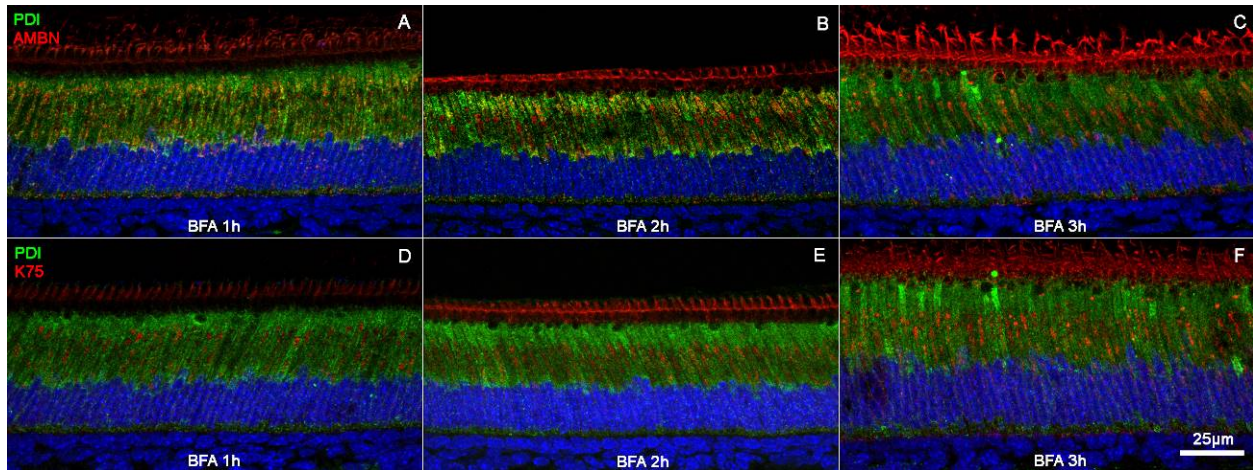 PDI
AMBN
A
BFA 1h
B
BFA 2h
C
BFA 3h
PDI
K75
D
BFA 1h
E
BFA 2h
F
25µm
BFA 3h